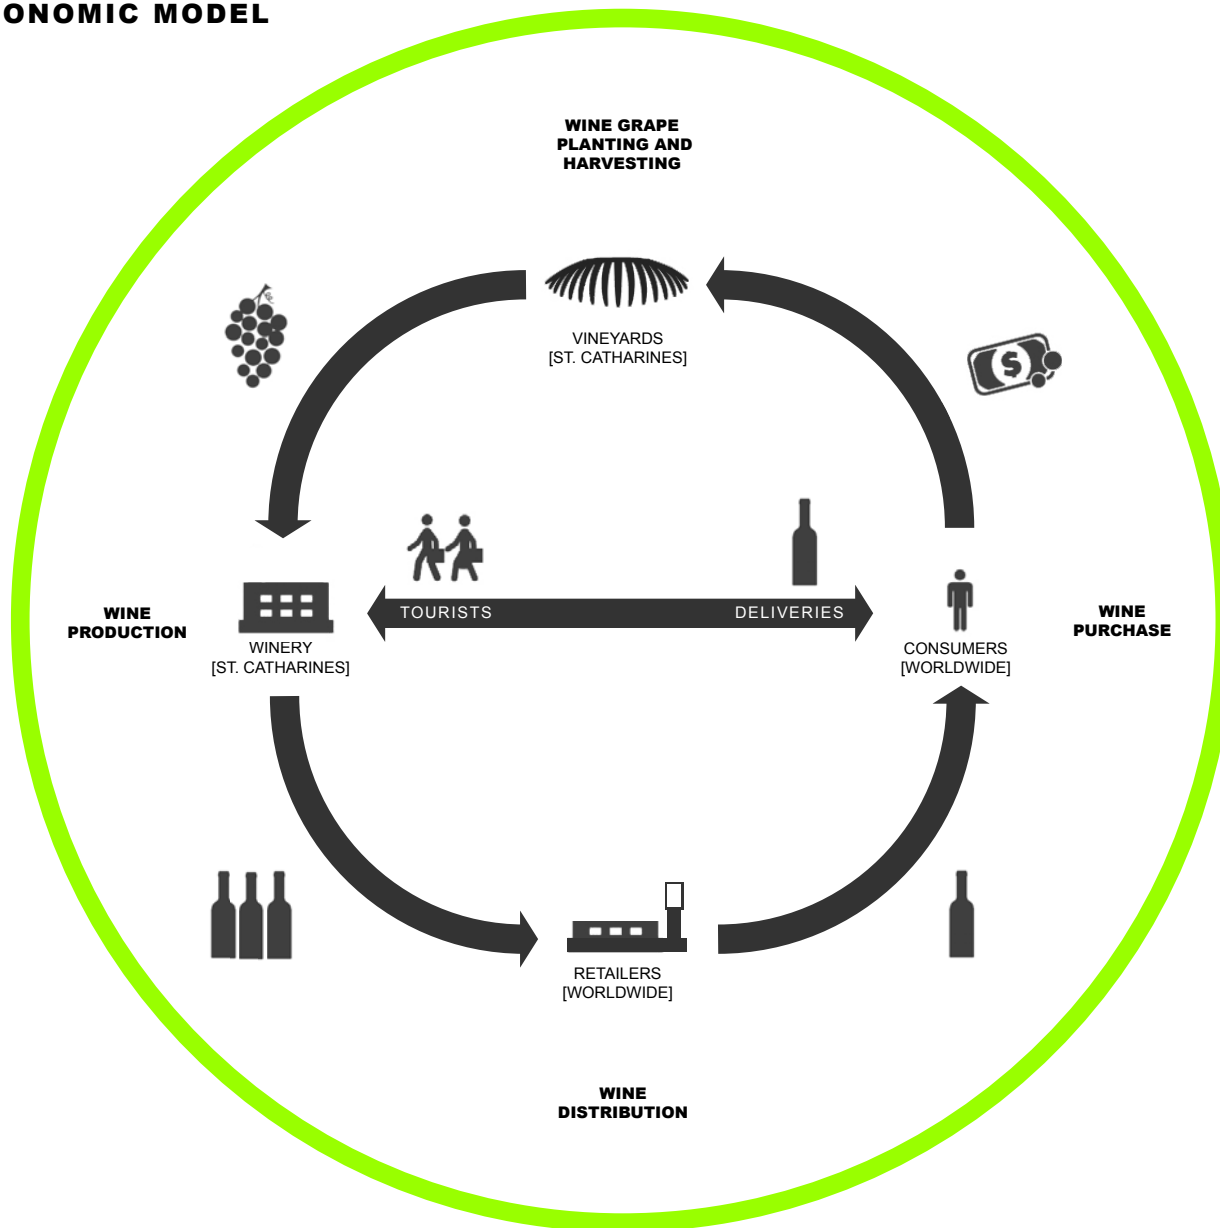 ONOMIC MODEL
WINE GRAPE
PLANTING AND
HARVESTING
VINEYARDS
[ST. CATHARINES]
$
TOURISTS
DELIVERIES
WINE
PRODUCTION
WINERY
[ST. CATHARINES]
CONSUMERS
[WORLDWIDE]
WINE
PURCHASE
RETAILERS
[WORLDWIDE]
WINE
DISTRIBUTION